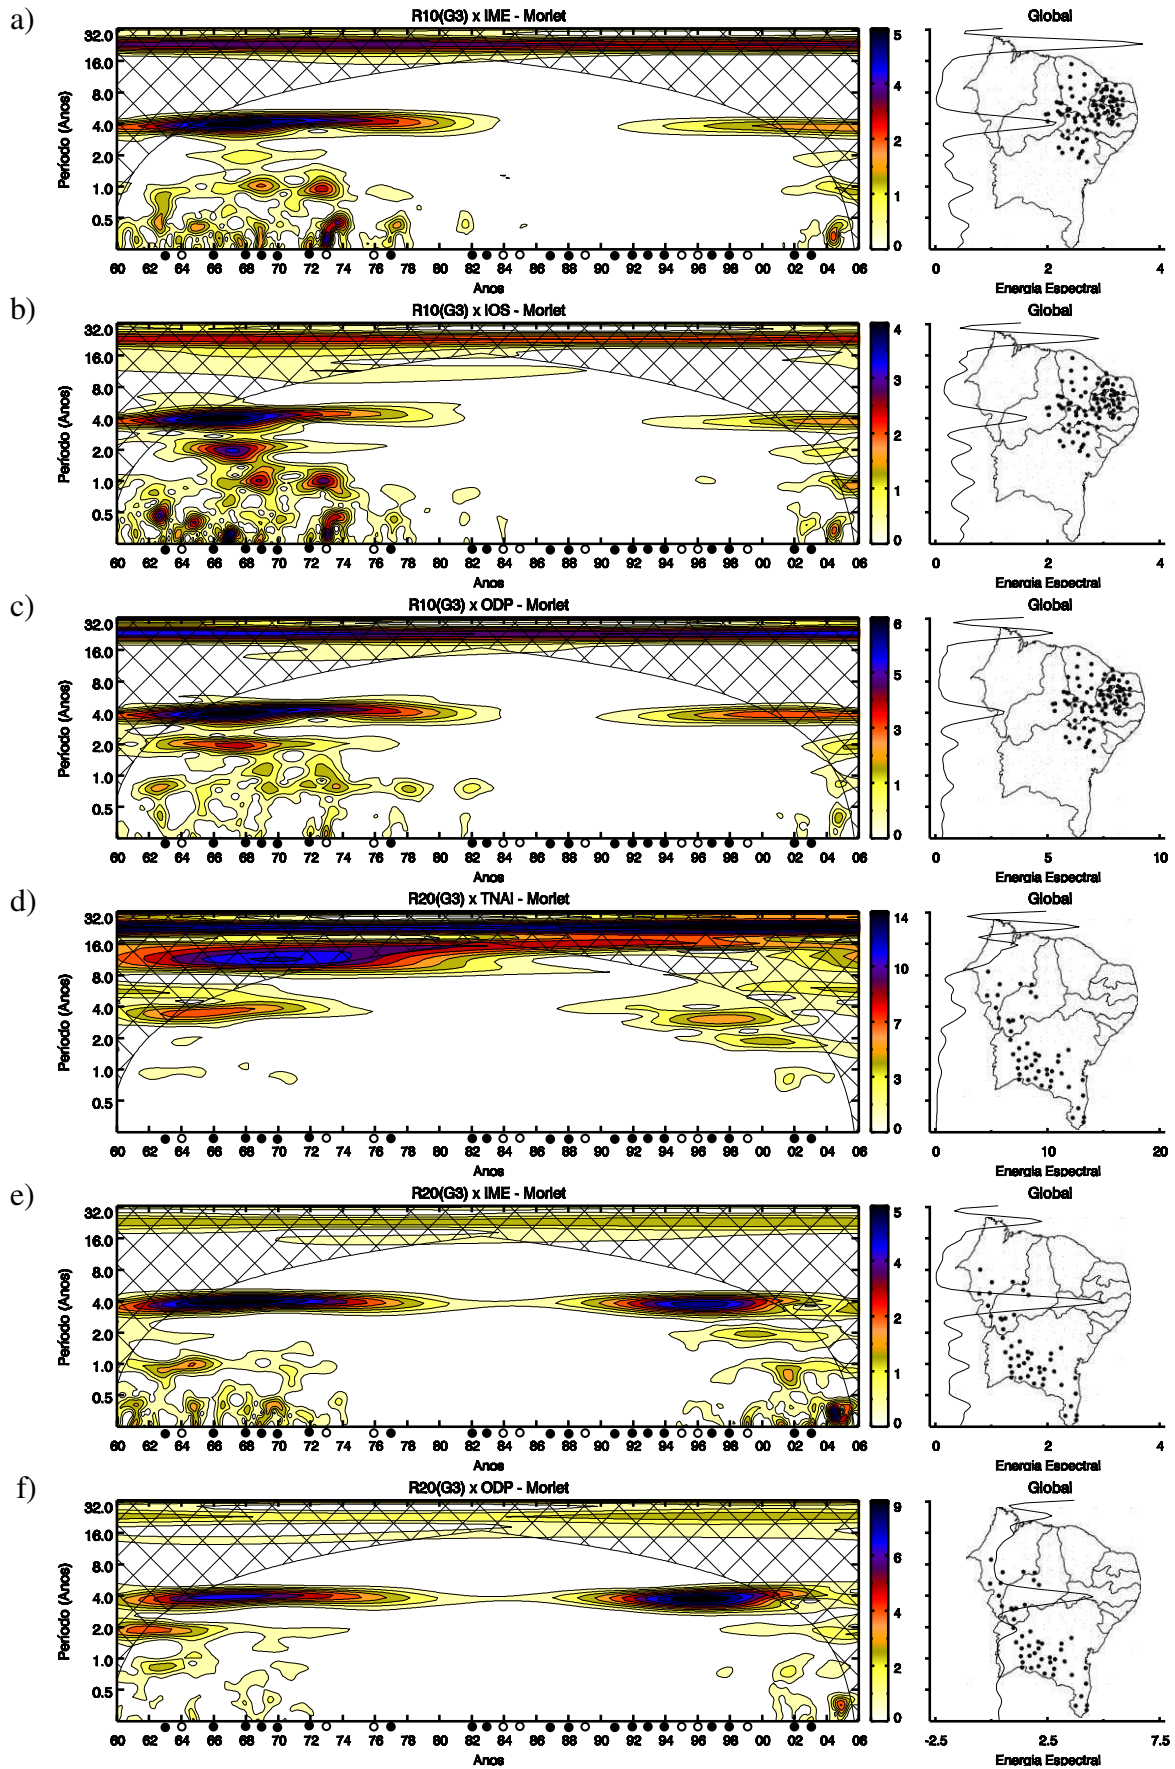 a)
R10(G3) x IME - Morlet
Global
Período (Anos)
32.0
16.0
8.0
4.0
2.0
1.0
0.5
5
4
2
1
0
60 62 64 66 68 70 72 74 76 78 80 82 84 86 88 90 92 94 96 98 00 02 04 06
Anos
0 2 4
Energia Espectral
b)
R10(G3) x IOS - Morlet
Global
Período (Anos)
32.0
16.0
8.0
4.0
2.0
1.0
0.5
4
3
2
1
0
60 62 64 66 68 70 72 74 76 78 80 82 84 86 88 90 92 94 96 98 00 02 04 06
Anos
0 2 4
Energia Espectral
c)
R10(G3) x ODP - Morlet
Global
Período (Anos)
32.0
16.0
8.0
4.0
2.0
1.0
0.5
6
5
3
1
0
60 62 64 66 68 70 72 74 76 78 80 82 84 86 88 90 92 94 96 98 00 02 04 06
Anos
0 5 10
Energia Espectral
d)
R20(G3) x TNAI - Morlet
Global
Período (Anos)
32.0
16.0
8.0
4.0
2.0
1.0
0.5
14
10
7
3
0
60 62 64 66 68 70 72 74 76 78 80 82 84 86 88 90 92 94 96 98 00 02 04 06
Anos
0 10 20
Energia Espectral
e)
R20(G3) x IME - Morlet
Global
Período (Anos)
32.0
16.0
8.0
4.0
2.0
1.0
0.5
5
4
2
1
0
60 62 64 66 68 70 72 74 76 78 80 82 84 86 88 90 92 94 96 98 00 02 04 06
Anos
0 2 4
Energia Espectral
f)
R20(G3) x ODP - Morlet
Global
Período (Anos)
32.0
16.0
8.0
4.0
2.0
1.0
0.5
9
6
4
2
0
60 62 64 66 68 70 72 74 76 78 80 82 84 86 88 90 92 94 96 98 00 02 04 06
Anos
-2.5 2.5 7.5
Energia Espectral